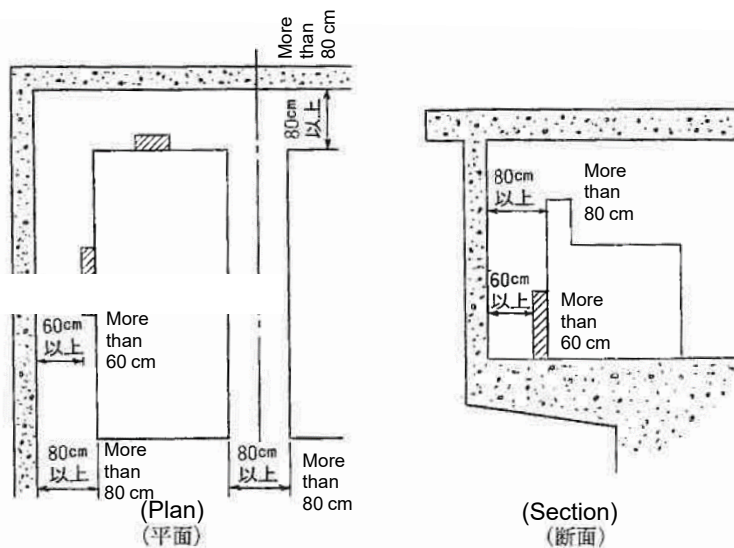 More
than
80 cm
80cm
以上
60cm
以上
More
than
60 cm
80cm
以上
More
than
80 cm
80cm
以上
More
than
80 cm
(Plan)
(平面)
80cm
以上
More
than
80 cm
60cm
以上
More
than
60 cm
(Section)
(断面)